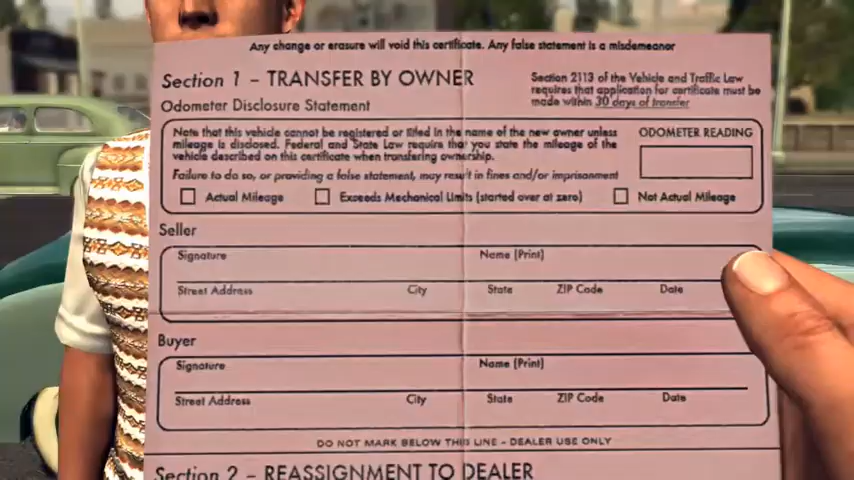 Any change or erasure will void this certificate. Any false statement is a misdemeanor
Section 1 - TRANSFER BY OWNER
Odometer Disclosure Statement
Section 2113 of the Vehicle and Traffic Law
requires that application for certificate must be
made within 30 days of transfer
Note that this vehicle cannot be registered or titled in the name of the new owner unless
mileage is disclosed. Federal and State Law require that you state the mileage of the
vehicle described on this certificate when transferring ownership.
Failure to do so, or providing a false statement, may result in fines and/or imprisonment
ODOMETER READING
Actual Mileage
Exceeds Mechanical Limits (started over at zero)
Not Actual Mileage
Seller
Signature Name (Print)
Street Address City State ZIP Code Date
Buyer
Signature Name (Print)
Street Address City State ZIP Code Date
DO NOT MARK BELOW THIS LINE - DEALER USE ONLY
Section 2 - REASSIGNMENT TO DEALER